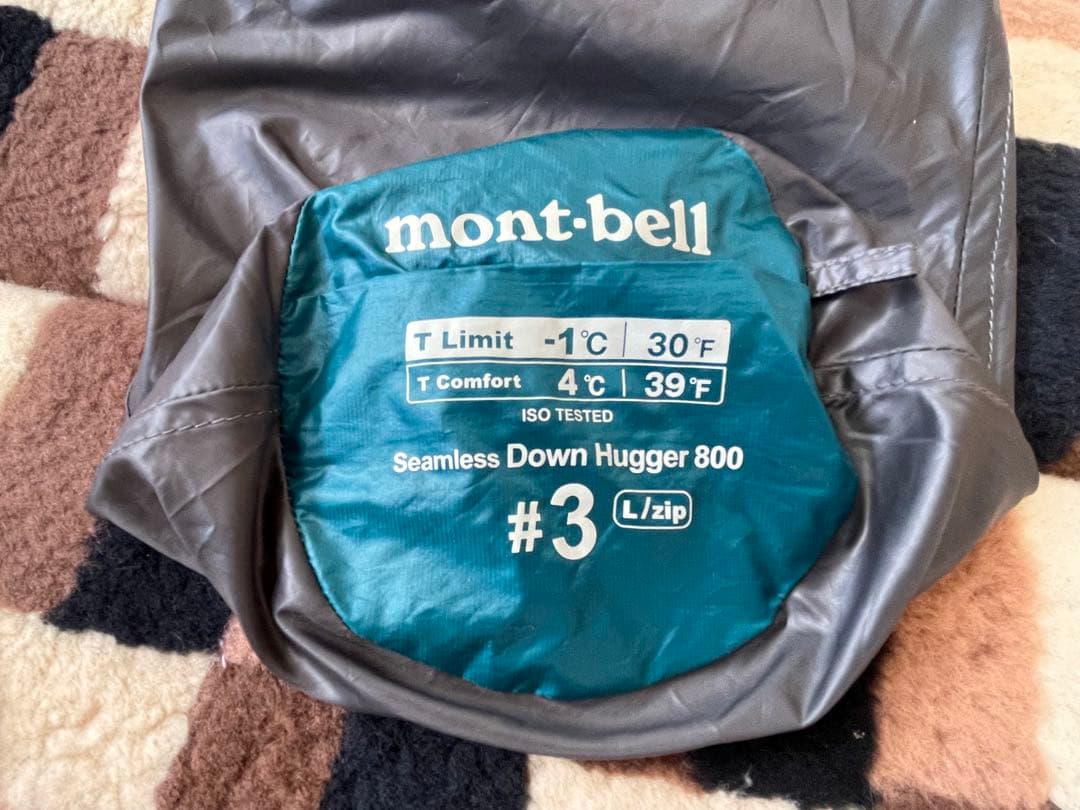 mont-bell
T Limit -1°C | 30°F
T Comfort 4°C | 39°F
ISO TESTED
Seamless Down Hugger 800
#3 L/zip